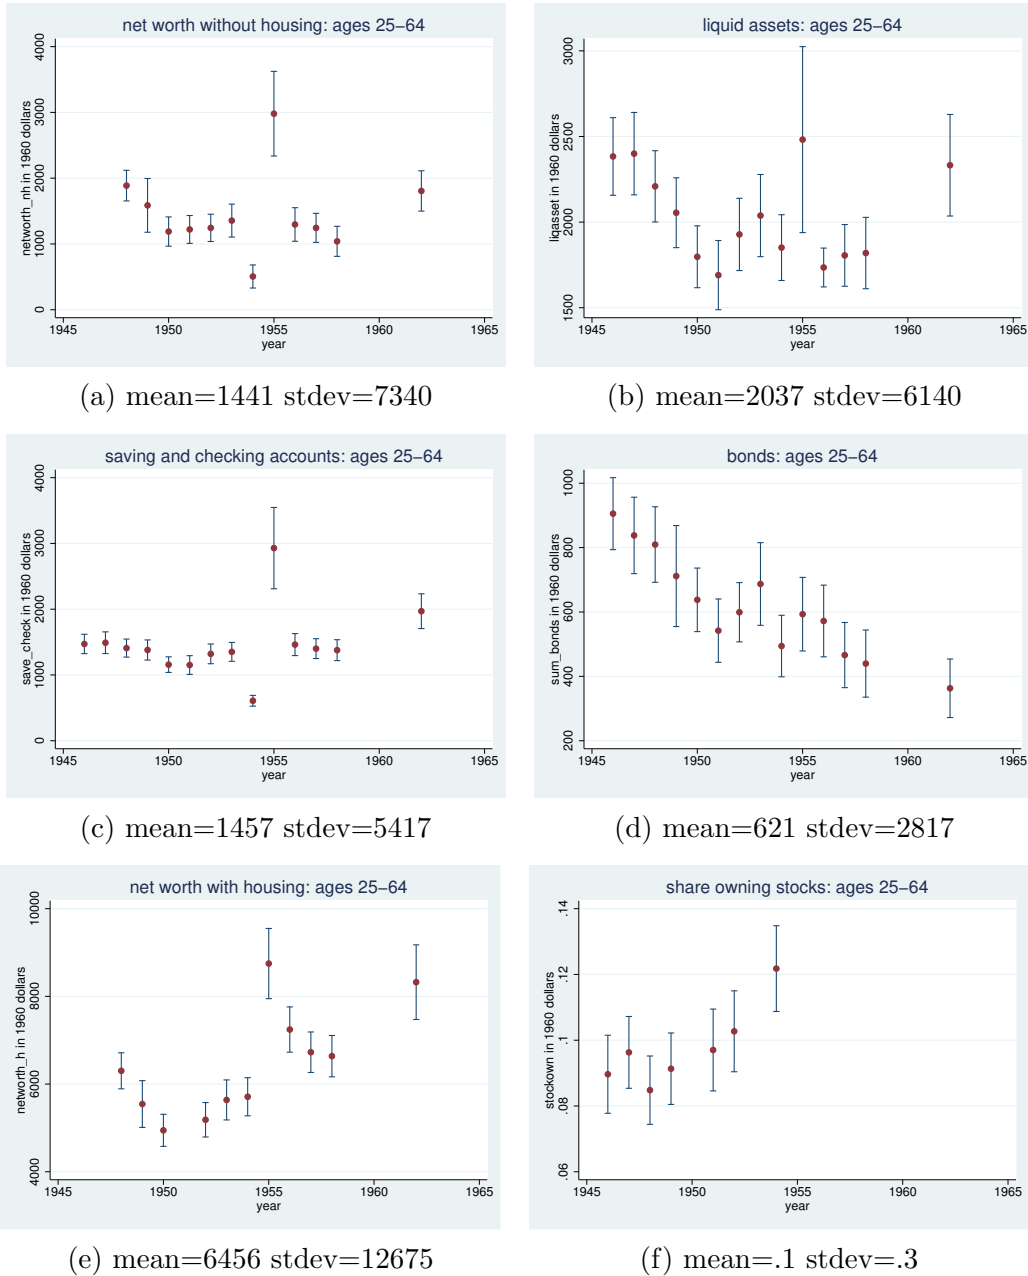 net worth without housing: ages 25−64
networth_nh in 1960 dollars
4000
3000
2000
1000
0
1945 1950 1955 1960 1965
year
(a) mean=1441 stdev=7340
liquid assets: ages 25−64
liqasset in 1960 dollars
3000
2500
2000
1500
1945 1950 1955 1960 1965
year
(b) mean=2037 stdev=6140
saving and checking accounts: ages 25−64
save_check in 1960 dollars
4000
3000
2000
1000
0
1945 1950 1955 1960 1965
year
(c) mean=1457 stdev=5417
bonds: ages 25−64
sum_bonds in 1960 dollars
1000
800
600
400
200
1945 1950 1955 1960 1965
year
(d) mean=621 stdev=2817
net worth with housing: ages 25−64
networth_h in 1960 dollars
10000
8000
6000
4000
1945 1950 1955 1960 1965
year
(e) mean=6456 stdev=12675
share owning stocks: ages 25−64
stockown in 1960 dollars
.14
.12
.1
.08
.06
1945 1950 1955 1960 1965
year
(f) mean=.1 stdev=.3